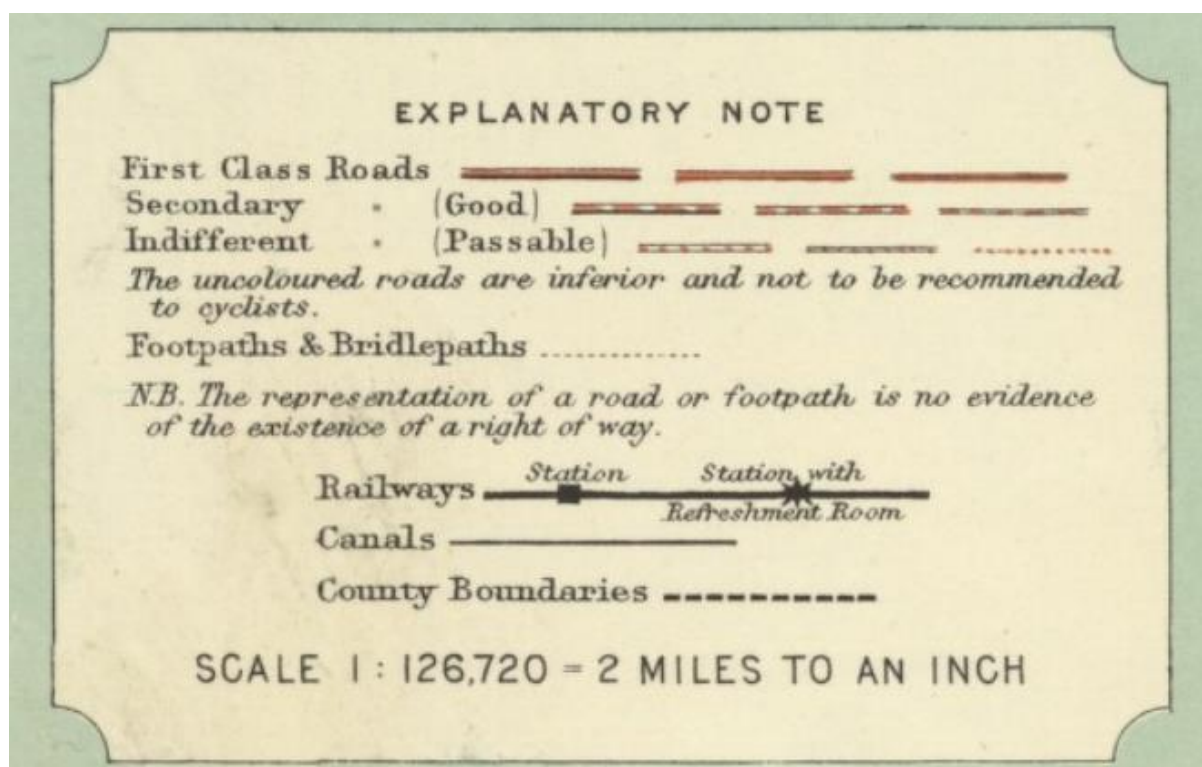 EXPLANATORY NOTE
First Class Roads
Secondary " (Good)
Indifferent " (Passable)
The uncoloured roads are inferior and not to be recommended
to cyclists.
Footpaths & Bridlepaths
N.B. The representation of a road or footpath is no evidence
of the existence of a right of way.
Station Station with
Railways
Refreshment Room
Canals
County Boundaries
SCALE 1 : 126,720 = 2 MILES TO AN INCH